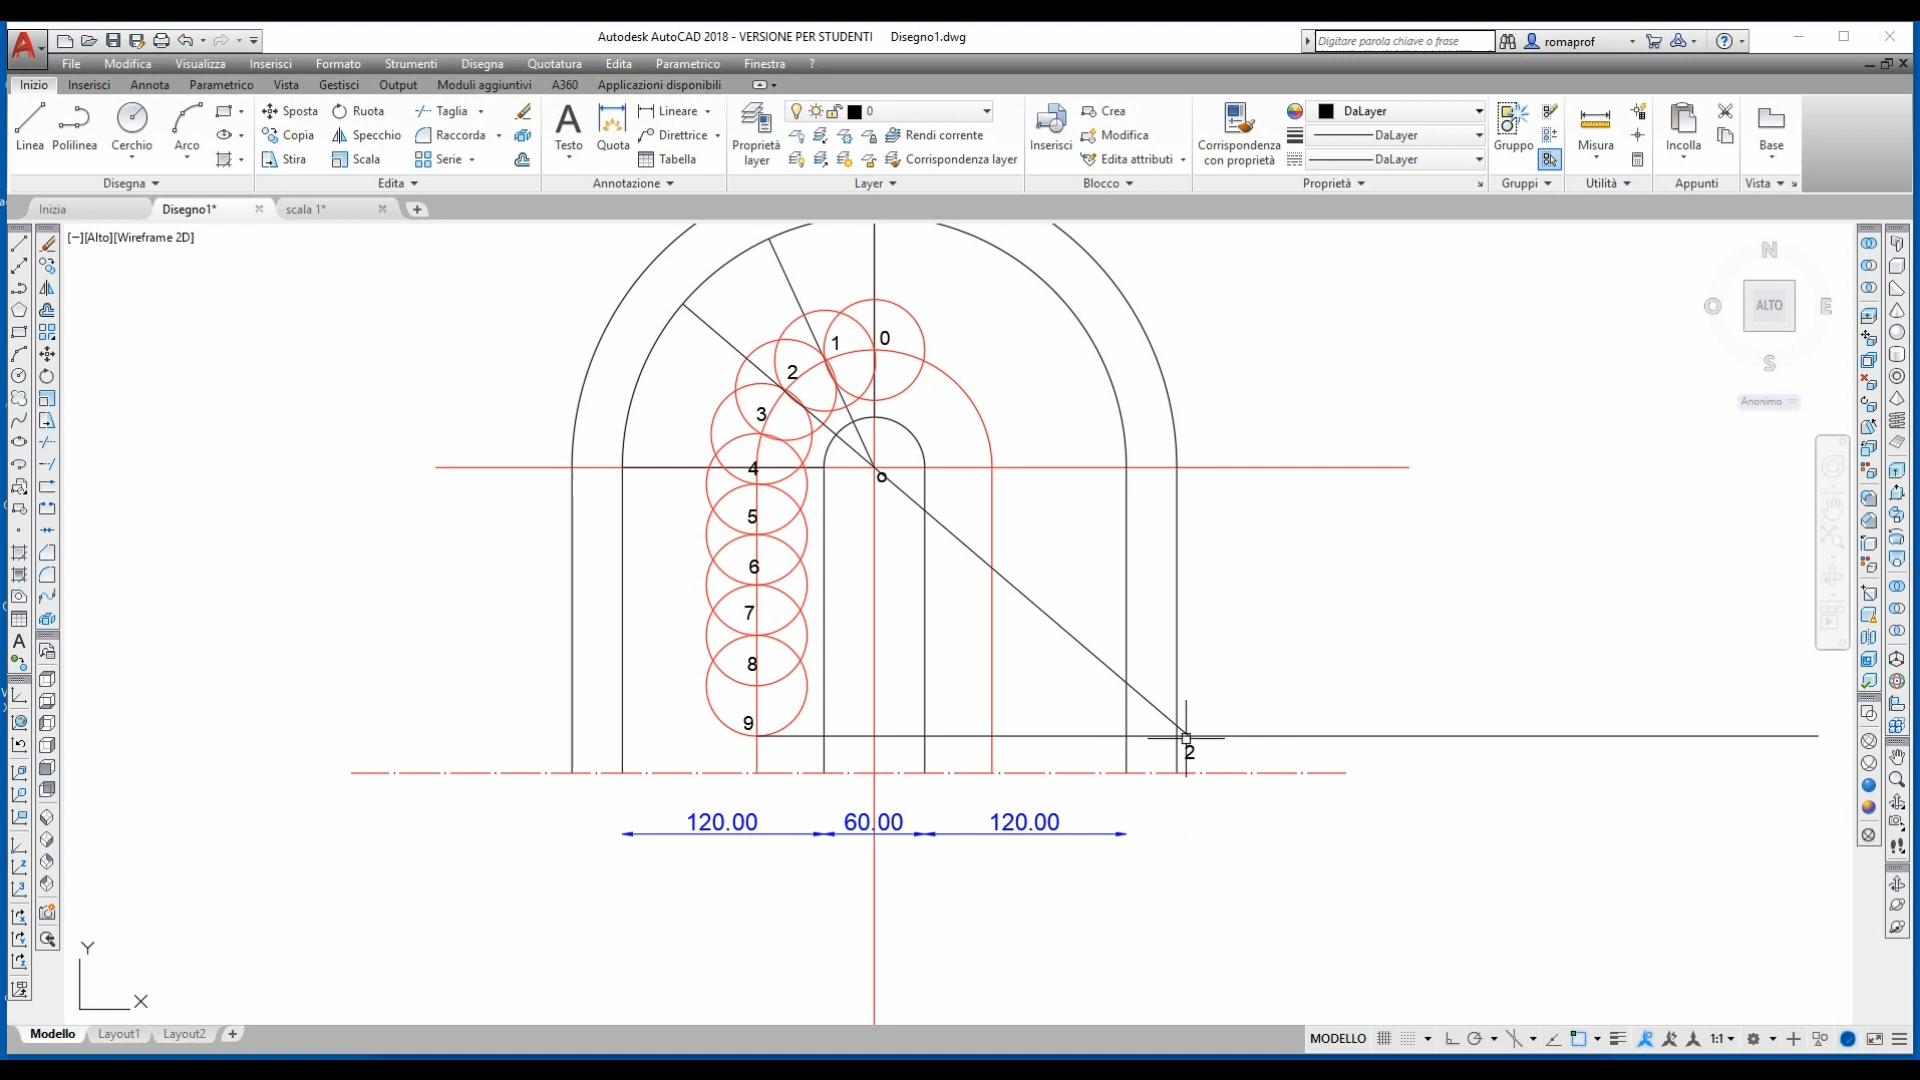 Autodesk AutoCAD 2018 - VERSIONE PER STUDENTI Disegno1.dwg
Digitare parola chiave o frase
romaprof
File Modifica Visualizza Inserisci Formato Strumenti Disegna Quotatura Edita Parametrico Finestra ?
Inizio Inserisci Annota Parametrico Vista Gestisci Output Moduli aggiuntivi A360 Applicazioni disponibili
Sposta Ruota Taglia Lineare 0 Crea DaLayer
Copia Specchio Raccorda Direttrice Rendi corrente Modifica DaLayer
Linea Polilinea Cerchio Arco Testo Quota Proprietà layer Inserisci Corrispondenza con proprietà Gruppo Misura Incolla Base
Stira Scala Serie Tabella Corrispondenza layer Edita attributi DaLayer
Disegna Edita Annotazione Layer Blocco Proprietà Gruppi Utilità Appunti Vista
Inizia Disegno1* scala 1*
[−][Alto][Wireframe 2D]
N
O ALTO E
S
Anonimo
0
1
2
3
4
o
5
6
7
8
9
2
120.00 60.00 120.00
Y
X
Modello Layout1 Layout2
MODELLO 1:1